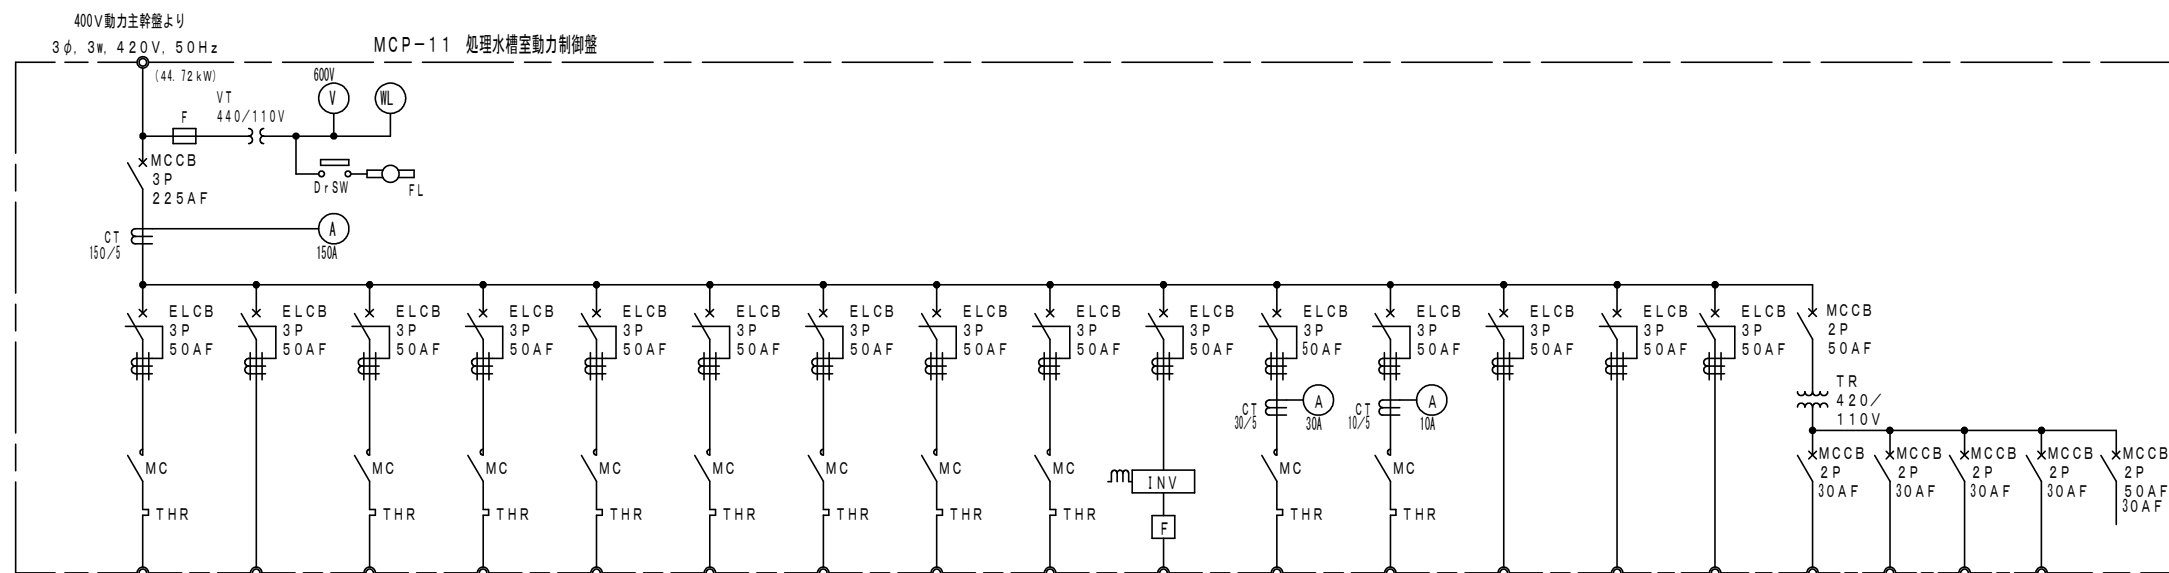 400V動力主幹盤より
3φ, 3w, 420V, 50Hz
MCP-11 処理水槽室動力制御盤
(44.72kW)
600V
VT
440/110V
F
V
WL
MCCB
3P
225AF
DrSW
FL
CT
150/5
A
150A
ELCB
3P
50AF
ELCB
3P
50AF
ELCB
3P
50AF
ELCB
3P
50AF
ELCB
3P
50AF
ELCB
3P
50AF
ELCB
3P
50AF
ELCB
3P
50AF
ELCB
3P
50AF
ELCB
3P
50AF
ELCB
3P
50AF
ELCB
3P
50AF
ELCB
3P
50AF
ELCB
3P
50AF
ELCB
3P
50AF
MCCB
2P
50AF
TR
420/
110V
CT
30/5
A
30A
CT
10/5
A
10A
MC
MC
MC
MC
MC
MC
MC
MC
INV
MC
MC
THR
THR
THR
THR
THR
THR
THR
THR
F
THR
THR
MCCB
2P
30AF
MCCB
2P
30AF
MCCB
2P
30AF
MCCB
2P
30AF
MCCB
2P
50AF
30AF